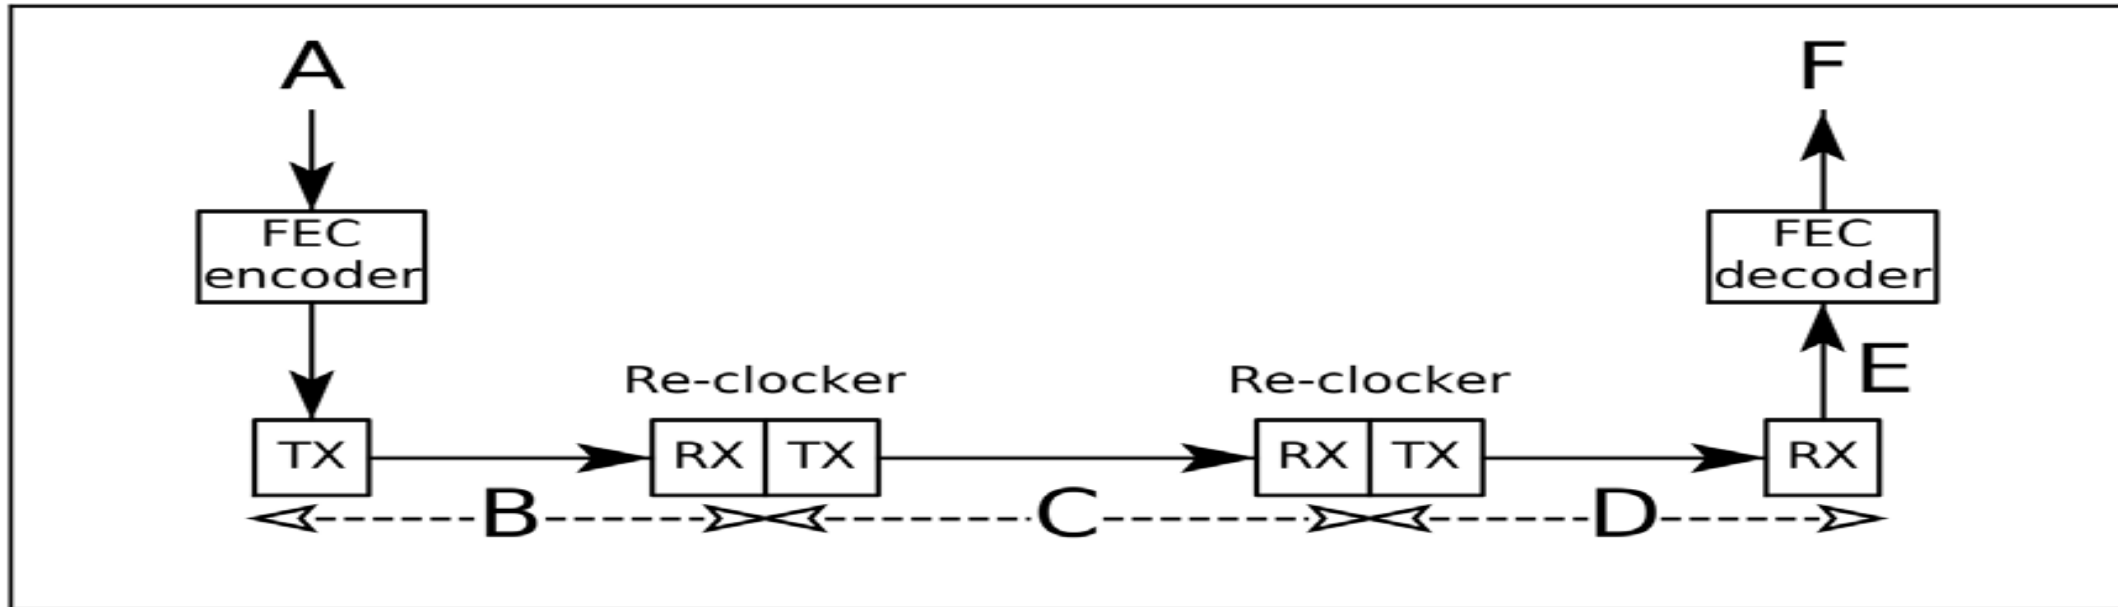 A
F
FEC
encoder
FEC
decoder
E
Re-clocker
Re-clocker
TX
RX
TX
RX
TX
RX
B
C
D